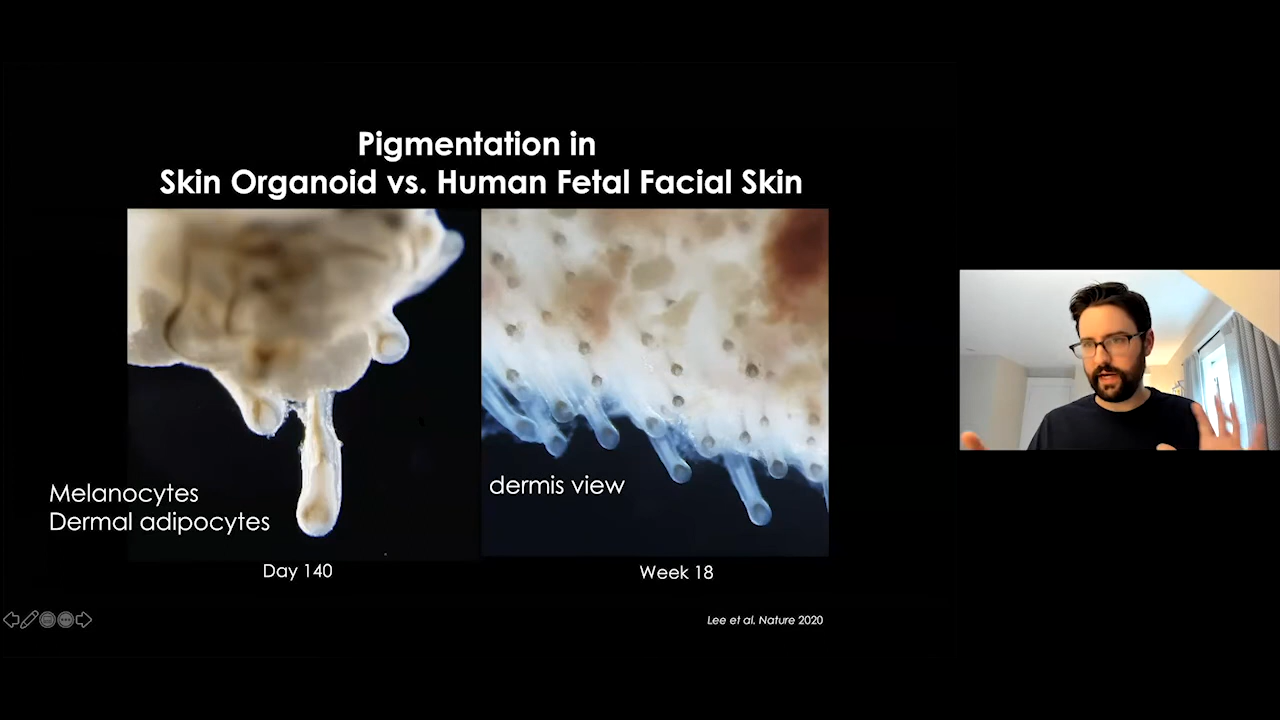 Pigmentation in
Skin Organoid vs. Human Fetal Facial Skin
Melanocytes
Dermal adipocytes
dermis view
Day 140
Week 18
Lee et al. Nature 2020